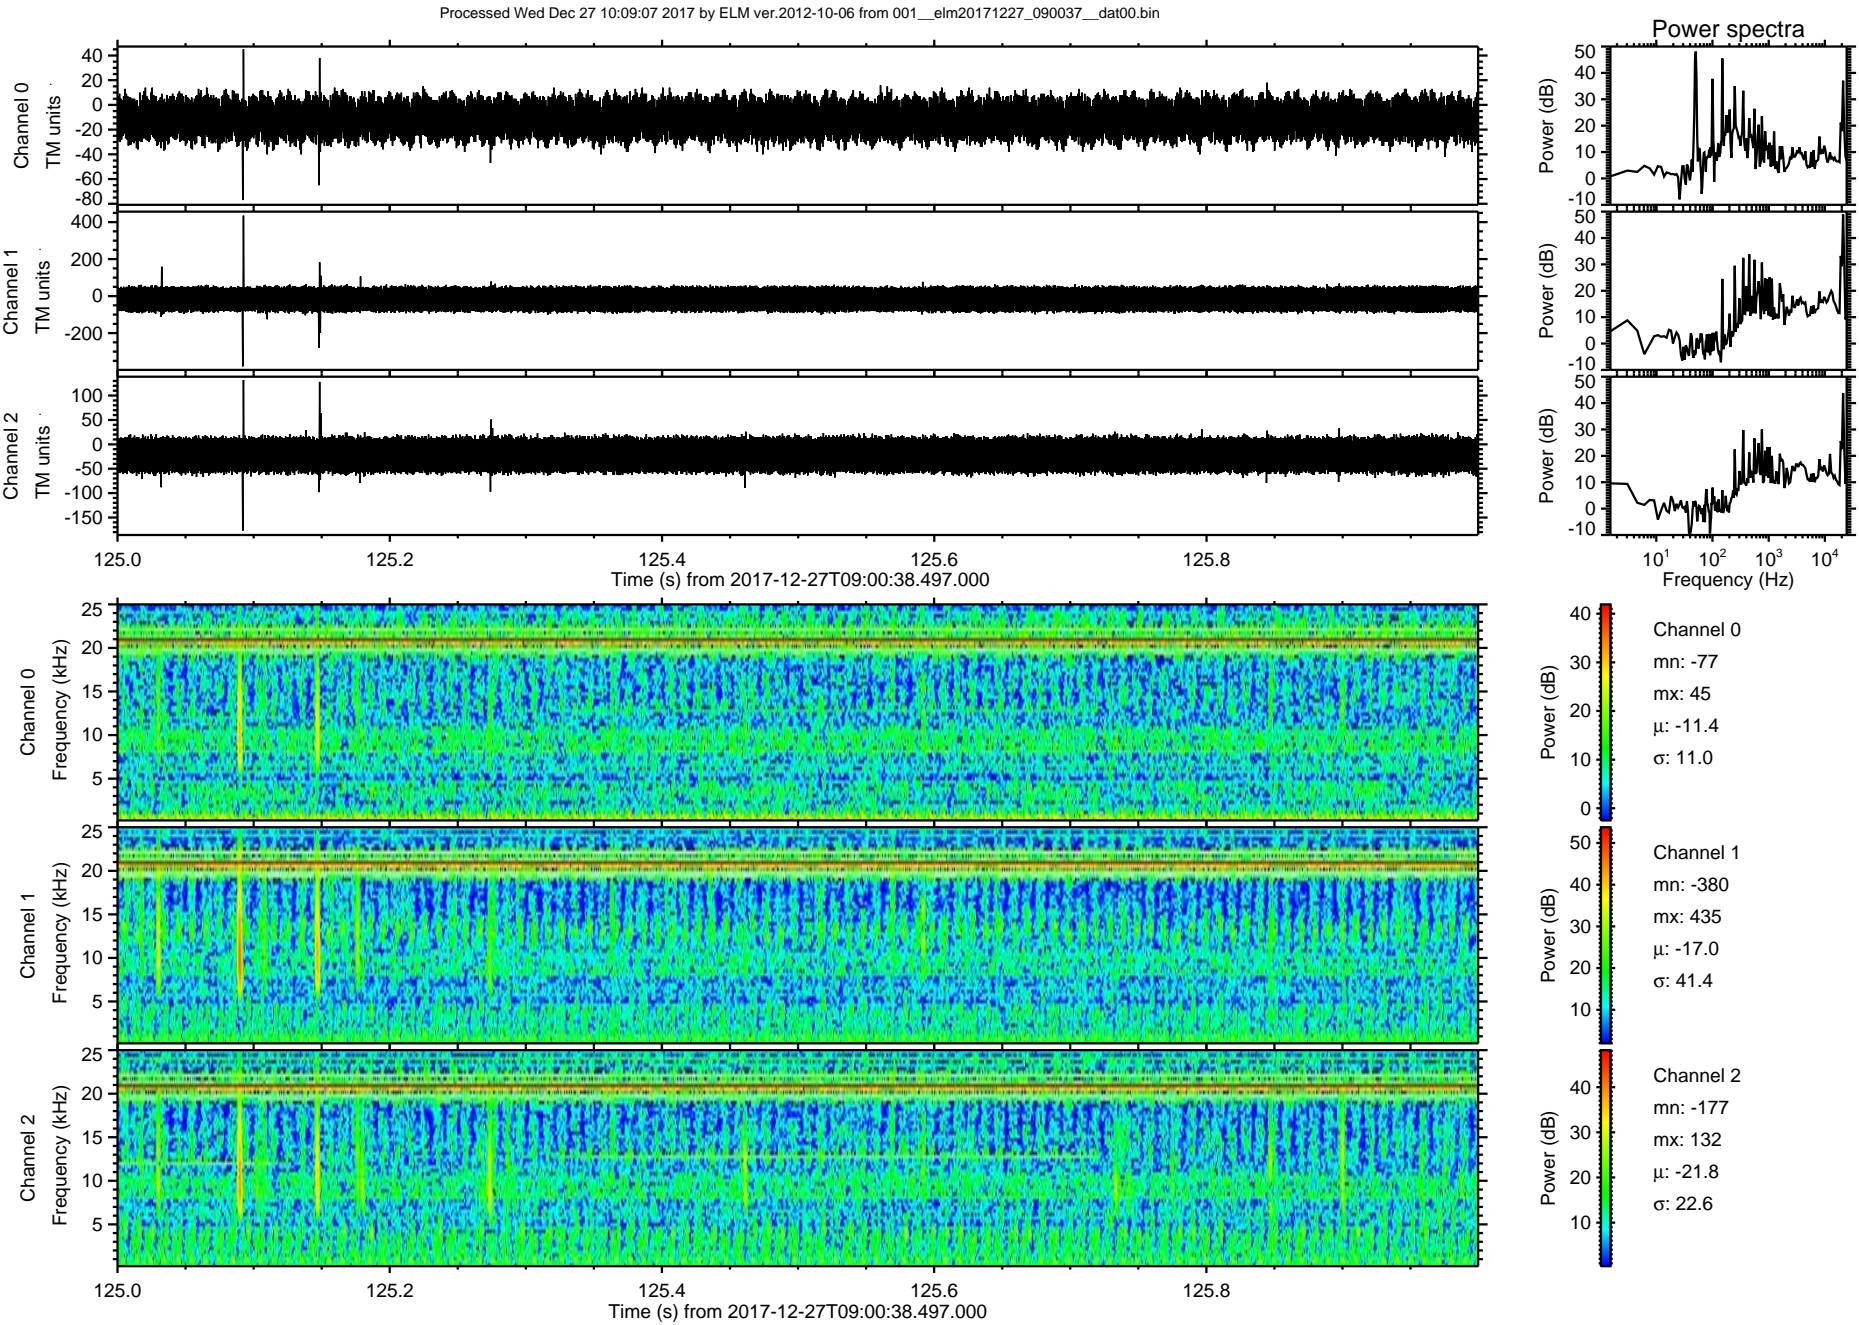 Processed Wed Dec 27 10:09:07 2017 by ELM ver.2012-10-06 from 001__elm20171227_090037__dat00.bin
Power spectra
Channel 0
TM units
40
20
0
-20
-40
-60
-80
Power (dB)
50
40
30
20
10
0
-10
Channel 1
TM units
400
200
0
-200
Power (dB)
50
40
30
20
10
0
-10
Channel 2
TM units
100
50
0
-50
-100
-150
Power (dB)
50
40
30
20
10
0
-10
125.0 125.2 125.4 125.6 125.8
Time (s) from 2017-12-27T09:00:38.497.000
10^1 10^2 10^3 10^4
Frequency (Hz)
Channel 0
Frequency (kHz)
25
20
15
10
5
Power (dB)
40
30
20
10
0
Channel 0
mn: -77
mx: 45
μ: -11.4
σ: 11.0
Channel 1
Frequency (kHz)
25
20
15
10
5
Power (dB)
50
40
30
20
10
Channel 1
mn: -380
mx: 435
μ: -17.0
σ: 41.4
Channel 2
Frequency (kHz)
25
20
15
10
5
Power (dB)
40
30
20
10
Channel 2
mn: -177
mx: 132
μ: -21.8
σ: 22.6
125.0 125.2 125.4 125.6 125.8
Time (s) from 2017-12-27T09:00:38.497.000